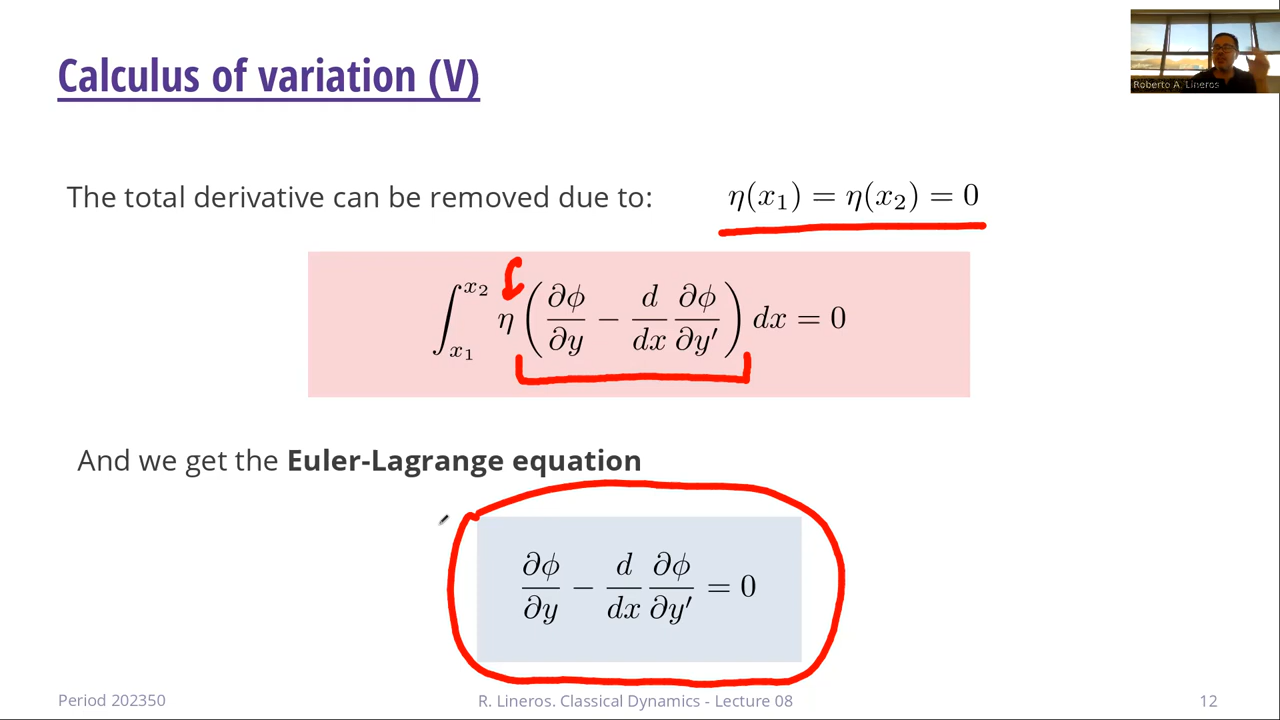 Calculus of variation (V)
Roberto A. Lineros
The total derivative can be removed due to: η(x₁) = η(x₂) = 0
∫_{x₁}^{x₂} η (∂ϕ/∂y − d/dx ∂ϕ/∂y′) dx = 0
And we get the Euler-Lagrange equation
∂ϕ/∂y − d/dx ∂ϕ/∂y′ = 0
Period 202350
R. Lineros. Classical Dynamics - Lecture 08
12